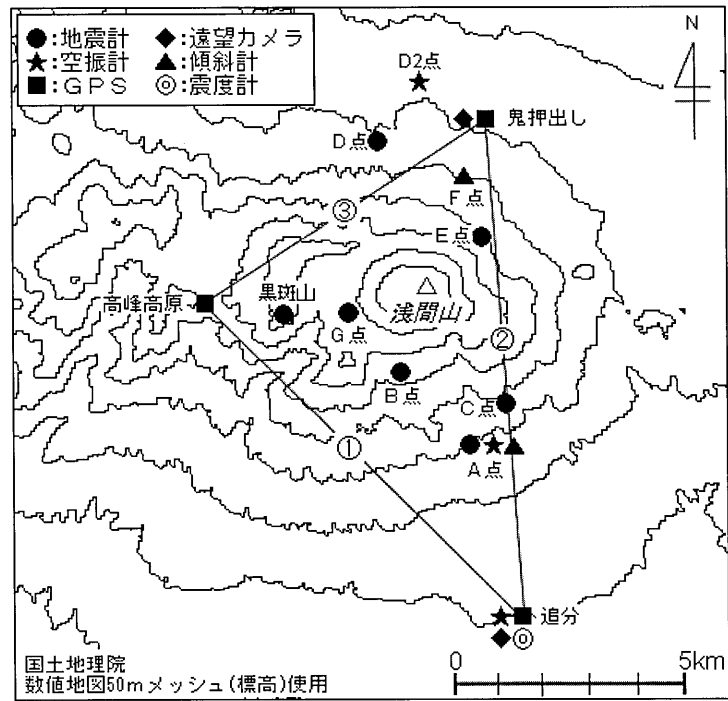 ●:地震計 ◆:遠望カメラ
★:空振計 ▲:傾斜計
■:GPS ◎:震度計
N
D2点
鬼押出し
D点
F点
③
E点
高峰高原
黒斑山
浅間山
G点
②
B点
C点
①
A点
追分
国土地理院
数値地図50mメッシュ(標高)使用
0 5km